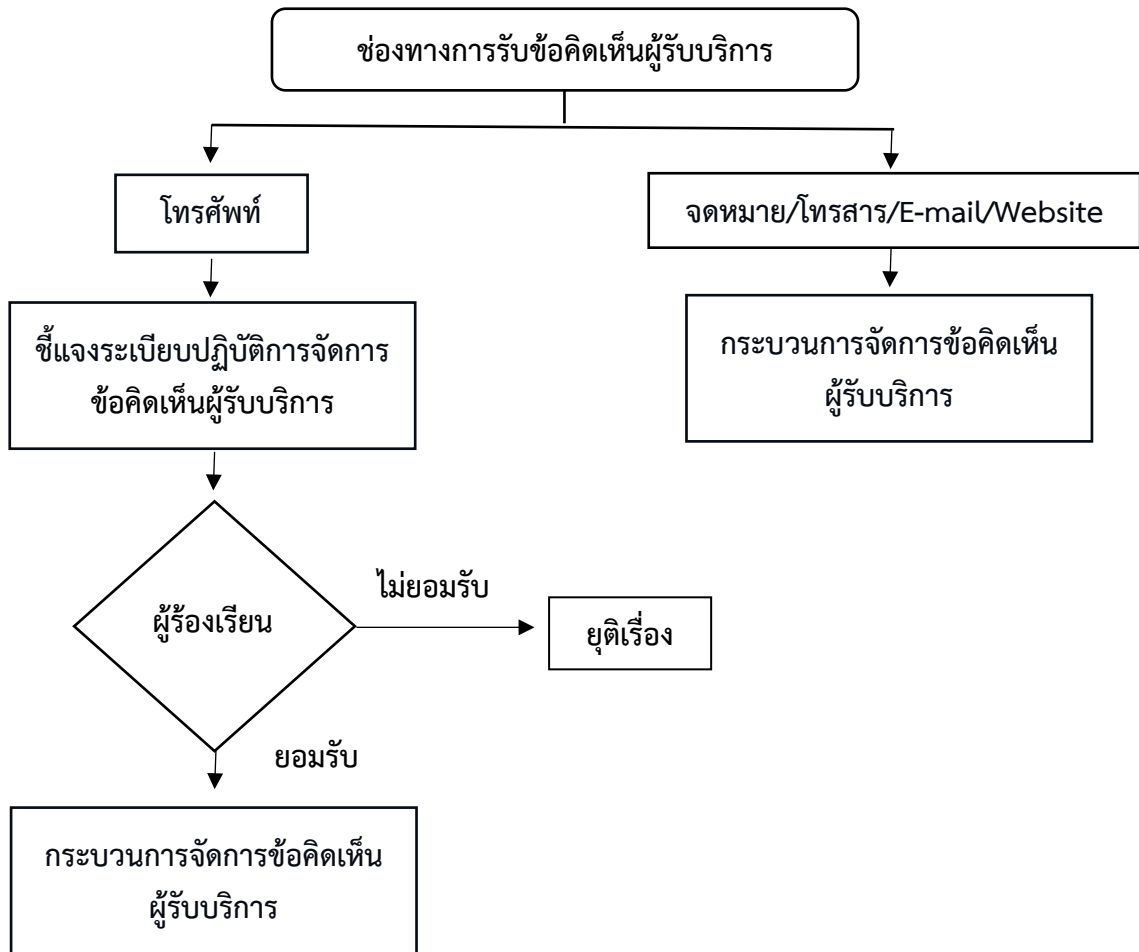 ช่องทางการรับข้อคิดเห็นผู้รับบริการ
โทรศัพท์
จดหมาย/โทรสาร/E-mail/Website
ชี้แจงระเบียบปฏิบัติการจัดการ
ข้อคิดเห็นผู้รับบริการ
กระบวนการจัดการข้อคิดเห็น
ผู้รับบริการ
ผู้ร้องเรียน
ไม่ยอมรับ
ยุติเรื่อง
ยอมรับ
กระบวนการจัดการข้อคิดเห็น
ผู้รับบริการ